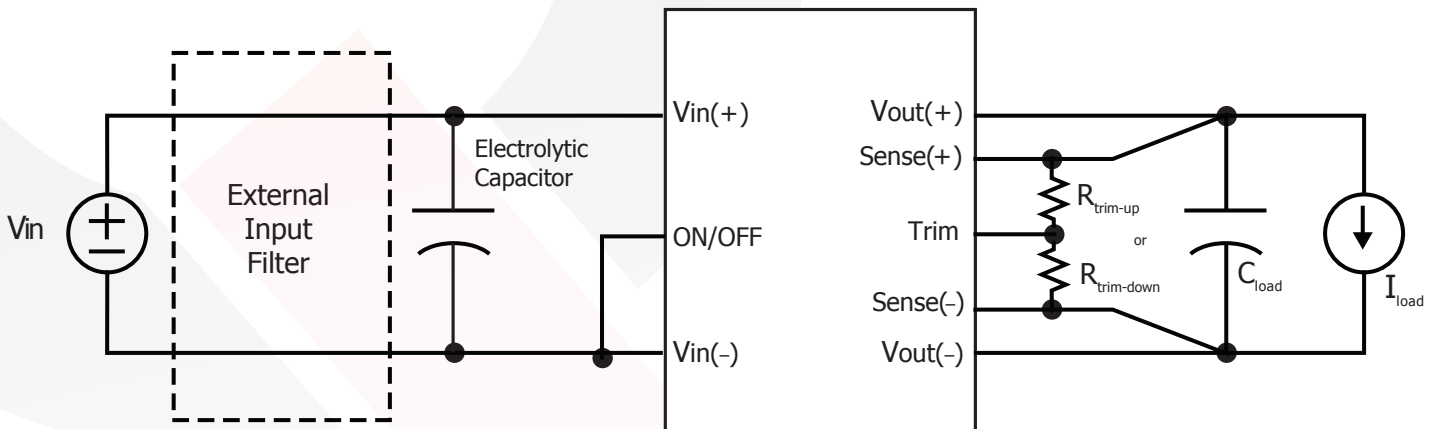 Vin
External
Input
Filter
Electrolytic
Capacitor
Vin(+)
ON/OFF
Vin(–)
Vout(+)
Sense(+)
Trim
Sense(–)
Vout(–)
Rtrim-up
or
Rtrim-down
Cload
Iload